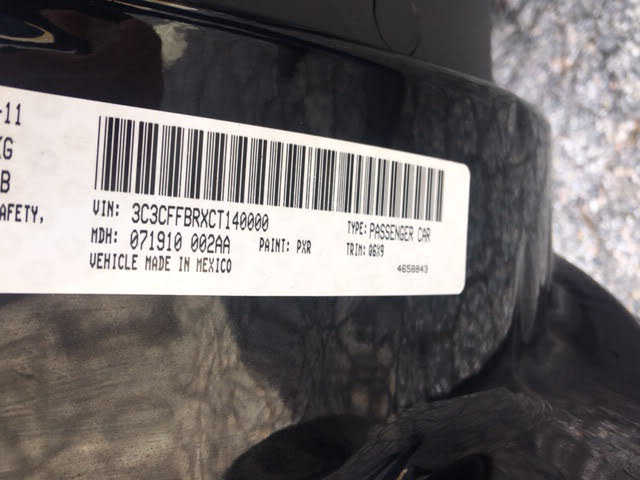 -11
KG
B
AFETY,
VIN: 3C3CFFBRXCT140000
TYPE: PASSENGER CAR
MDH: 071910 002AA
PAINT: PXR
TRIM: 06X9
VEHICLE MADE IN MEXICO
4658843